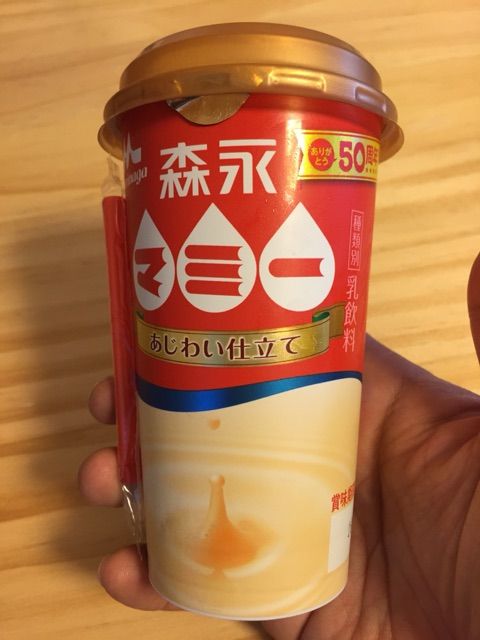 森永
ありが
とう
50周年
マミー
種類別
乳飲料
あじわい仕立て
賞味期